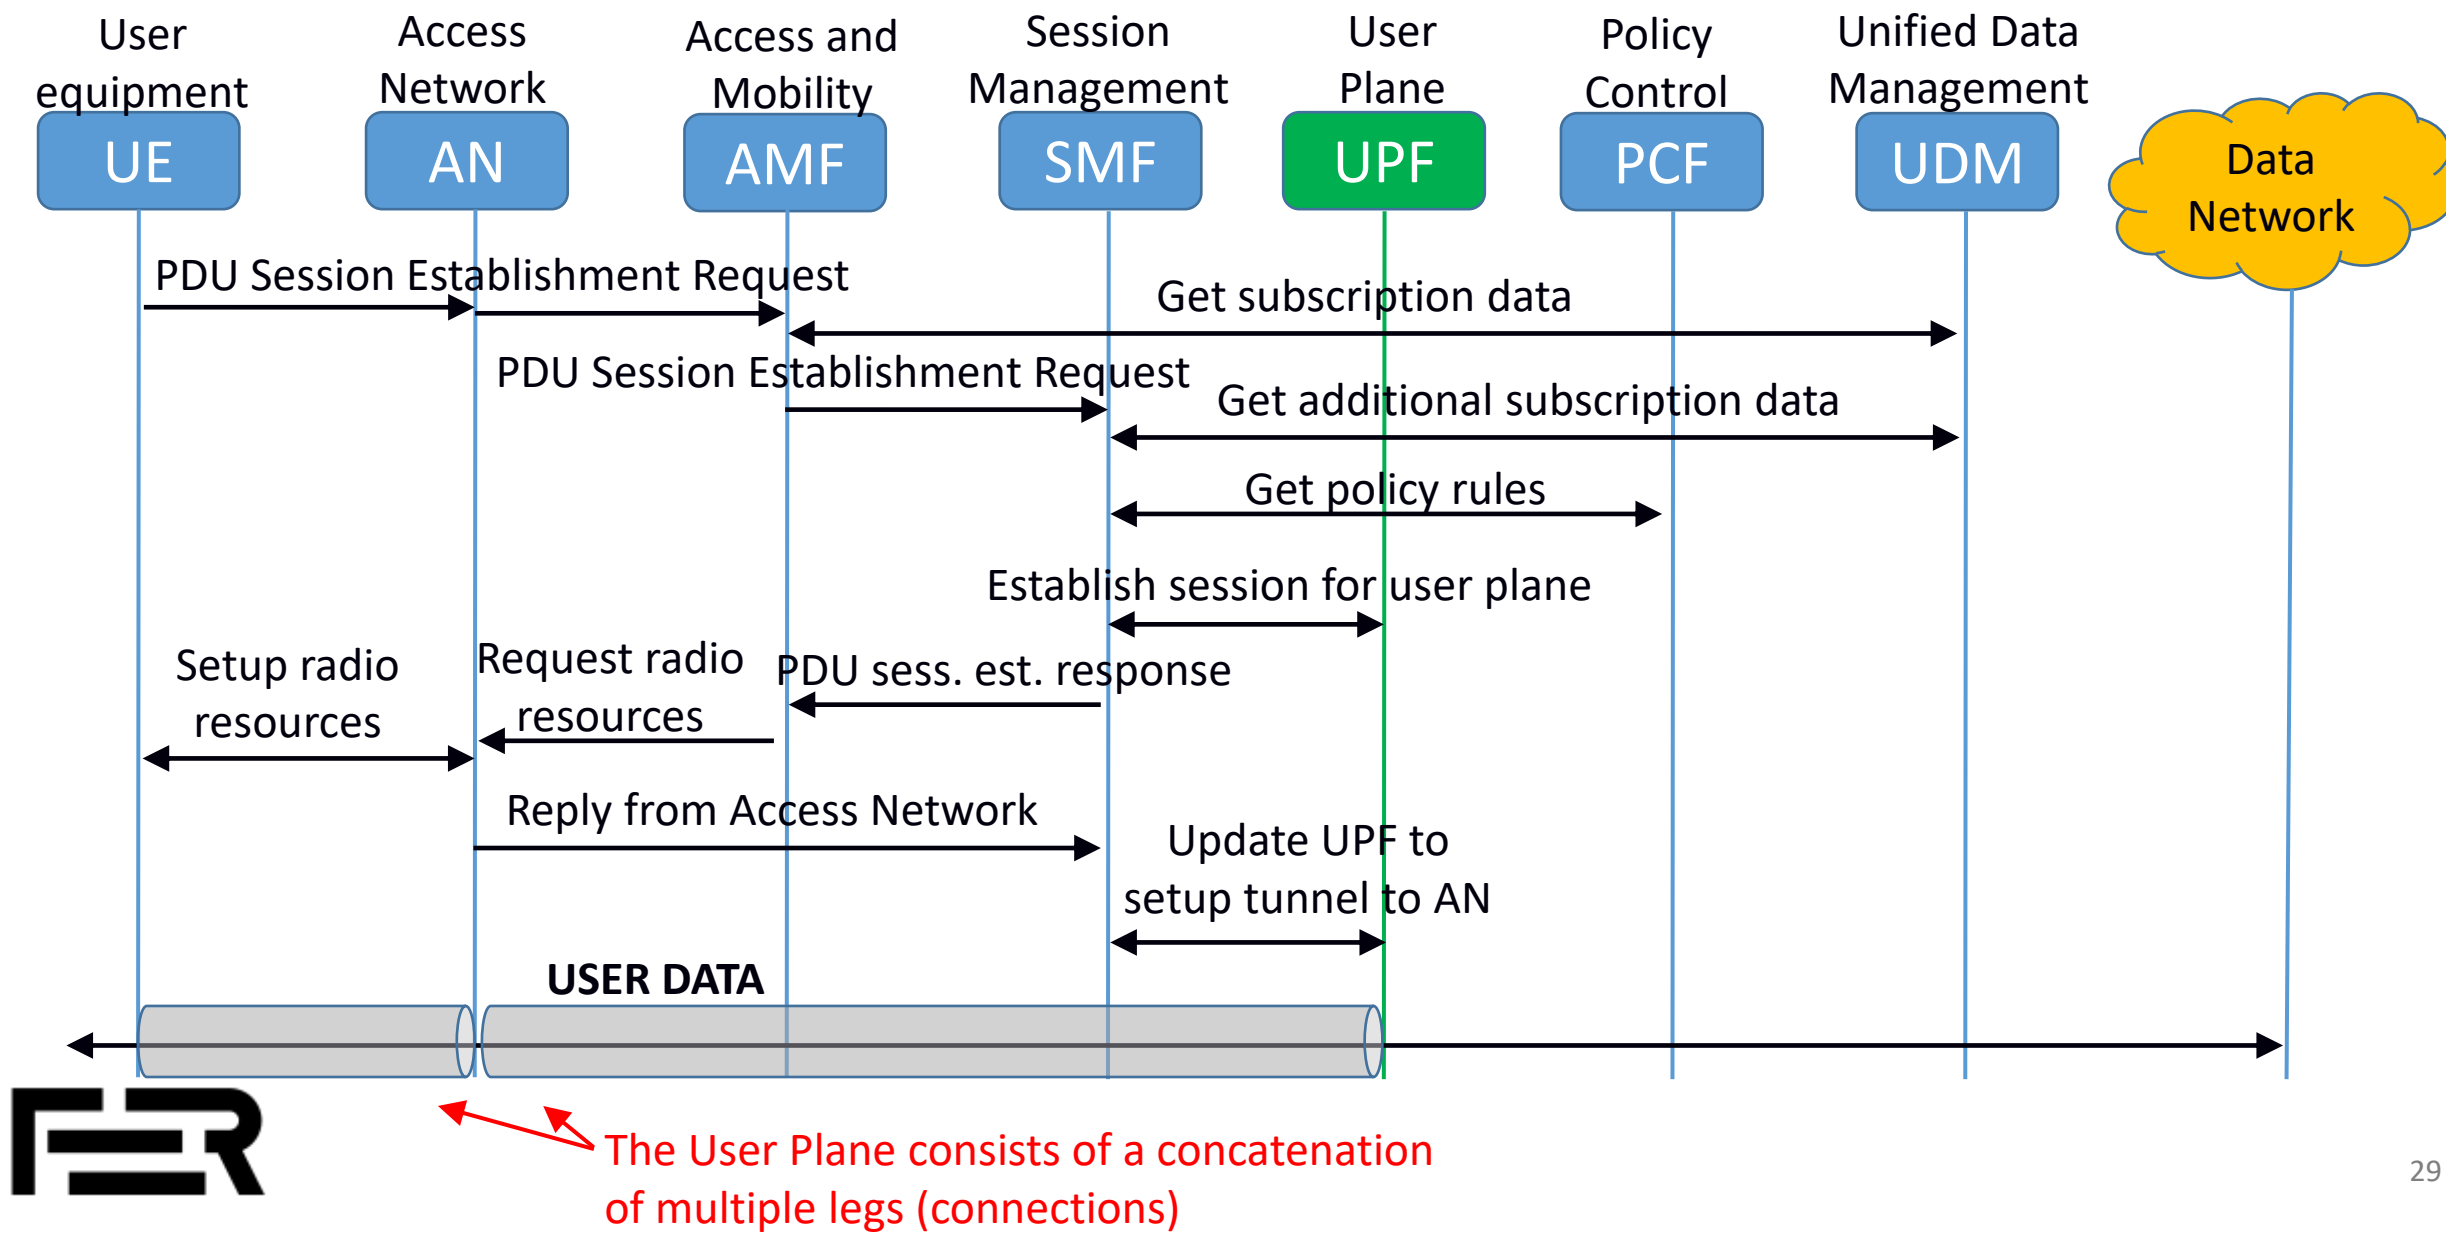 User
equipment
Access
Network
Access and
Mobility
Session
Management
User
Plane
Policy
Control
Unified Data
Management
UE
AN
AMF
SMF
UPF
PCF
UDM
Data
Network
PDU Session Establishment Request
Get subscription data
PDU Session Establishment Request
Get additional subscription data
Get policy rules
Establish session for user plane
Setup radio
resources
Request radio
resources
PDU sess. est. response
Reply from Access Network
Update UPF to
setup tunnel to AN
USER DATA
FER
The User Plane consists of a concatenation
of multiple legs (connections)
29